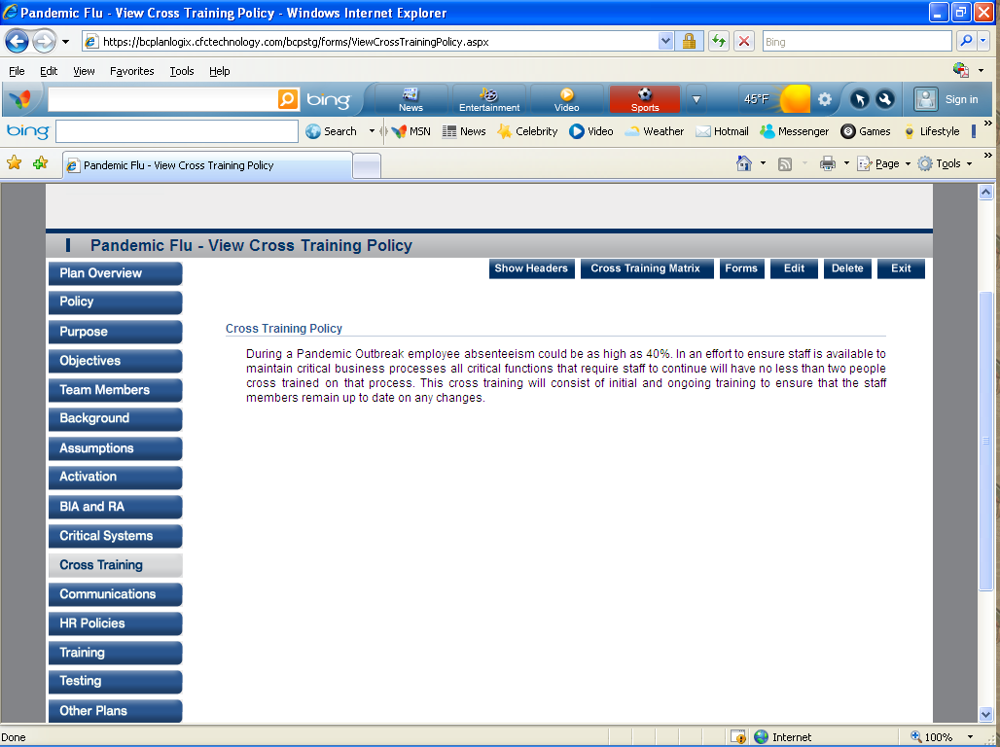 Pandemic Flu - View Cross Training Policy - Windows Internet Explorer
https://bcplanlogix.cfctechnology.com/bcpstg/forms/ViewCrossTrainingPolicy.aspx
Bing
File Edit View Favorites Tools Help
bing News Entertainment Video Sports 45°F Sign in
bing Search MSN News Celebrity Video Weather Hotmail Messenger Games Lifestyle
Pandemic Flu - View Cross Training Policy Page Tools
Pandemic Flu - View Cross Training Policy
Show Headers Cross Training Matrix Forms Edit Delete Exit
Plan Overview
Policy
Purpose
Objectives
Team Members
Background
Assumptions
Activation
BIA and RA
Critical Systems
Cross Training
Communications
HR Policies
Training
Testing
Other Plans
Cross Training Policy
During a Pandemic Outbreak employee absenteeism could be as high as 40%. In an effort to ensure staff is available to
maintain critical business processes all critical functions that require staff to continue will have no less than two people
cross trained on that process. This cross training will consist of initial and ongoing training to ensure that the staff
members remain up to date on any changes.
Done Internet 100%